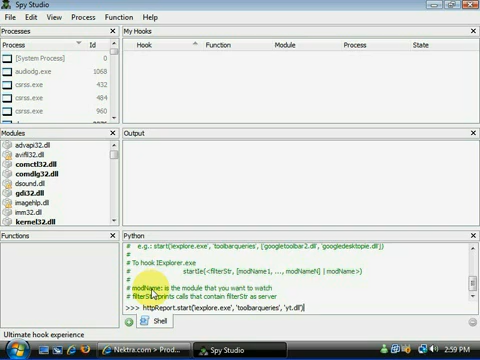 Spy Studio
File Edit View Process Function Help
Processes
Process Id
[System Process] 0
audiodg.exe 1068
csrss.exe 432
csrss.exe 484
csrss.exe 960
Modules
advapi32.dll
avifil32.dll
comctl32.dll
comdlg32.dll
dsound.dll
gdi32.dll
imagehlp.dll
imm32.dll
kernel32.dll
Functions
My Hooks
Hook Function Module Process State
Output
Python
# e.g.: start('iexplore.exe', 'toolbarqueries', ['googletoolbar2.dll', 'googledesktopie.dll'])
#
# To hook IExplorer.exe
# startIe(<filterStr, [modName1, ..., modNameN] | modName>)
#
# modName: is the module that you want to watch
# filterStr: prints calls that contain filterStr as server
>>> httpReport.start('iexplore.exe', 'toolbarqueries', 'yt.dll')
Shell
Ultimate hook experience
Nektra.com > Produ...
Spy Studio
2:59 PM